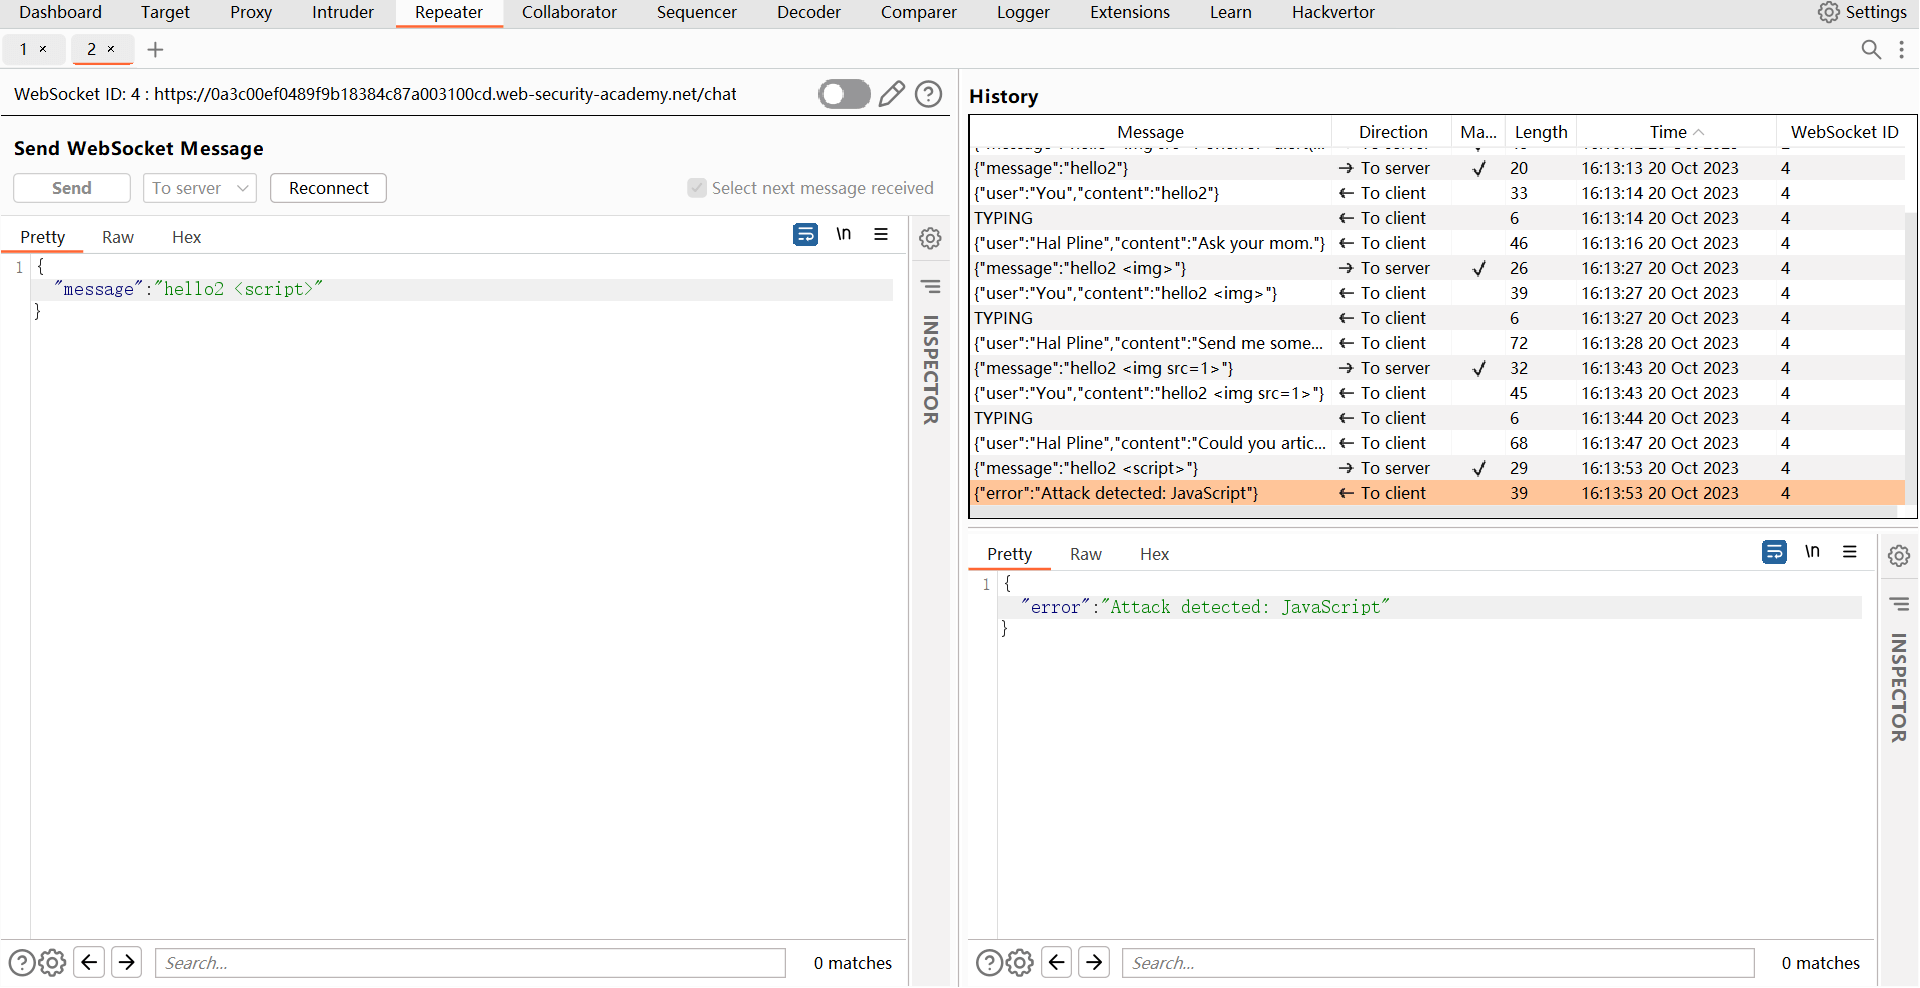 Dashboard Target Proxy Intruder Repeater Collaborator Sequencer Decoder Comparer Logger Extensions Learn Hackvertor Settings
1 × 2 × +
WebSocket ID: 4 : https://0a3c00ef0489f9b18384c87a003100cd.web-security-academy.net/chat
Send WebSocket Message
Send To server Reconnect Select next message received
Pretty Raw Hex \n
1 {
"message":"hello2 <script>"
}
INSPECTOR
Search... 0 matches
History
Message Direction Ma... Length Time WebSocket ID
{"message":"hello2"} → To server ✓ 20 16:13:13 20 Oct 2023 4
{"user":"You","content":"hello2"} ← To client 33 16:13:14 20 Oct 2023 4
TYPING ← To client 6 16:13:14 20 Oct 2023 4
{"user":"Hal Pline","content":"Ask your mom."} ← To client 46 16:13:16 20 Oct 2023 4
{"message":"hello2 <img>"} → To server ✓ 26 16:13:27 20 Oct 2023 4
{"user":"You","content":"hello2 <img>"} ← To client 39 16:13:27 20 Oct 2023 4
TYPING ← To client 6 16:13:27 20 Oct 2023 4
{"user":"Hal Pline","content":"Send me some... ← To client 72 16:13:28 20 Oct 2023 4
{"message":"hello2 <img src=1>"} → To server ✓ 32 16:13:43 20 Oct 2023 4
{"user":"You","content":"hello2 <img src=1>"} ← To client 45 16:13:43 20 Oct 2023 4
TYPING ← To client 6 16:13:44 20 Oct 2023 4
{"user":"Hal Pline","content":"Could you artic... ← To client 68 16:13:47 20 Oct 2023 4
{"message":"hello2 <script>"} → To server ✓ 29 16:13:53 20 Oct 2023 4
{"error":"Attack detected: JavaScript"} ← To client 39 16:13:53 20 Oct 2023 4
Pretty Raw Hex \n
1 {
"error":"Attack detected: JavaScript"
}
INSPECTOR
Search... 0 matches